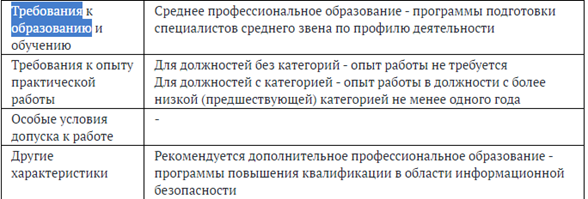 Требования к
образованию и
обучению
Среднее профессиональное образование - программы подготовки
специалистов среднего звена по профилю деятельности
Требования к опыту
практической
работы
Для должностей без категорий - опыт работы не требуется
Для должностей с категорией - опыт работы в должности с более
низкой (предшествующей) категорией не менее одного года
Особые условия
допуска к работе
-
Другие
характеристики
Рекомендуется дополнительное профессиональное образование -
программы повышения квалификации в области информационной
безопасности